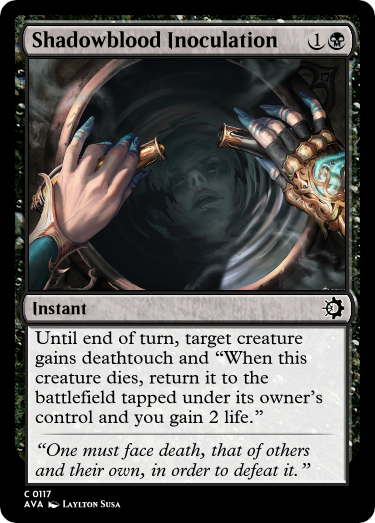 Shadowblood Inoculation 1
Instant
Until end of turn, target creature
gains deathtouch and “When this
creature dies, return it to the
battlefield tapped under its owner’s
control and you gain 2 life.”
“One must face death, that of others
and their own, in order to defeat it.”
C 0117
AVA LAYLTON SUSA